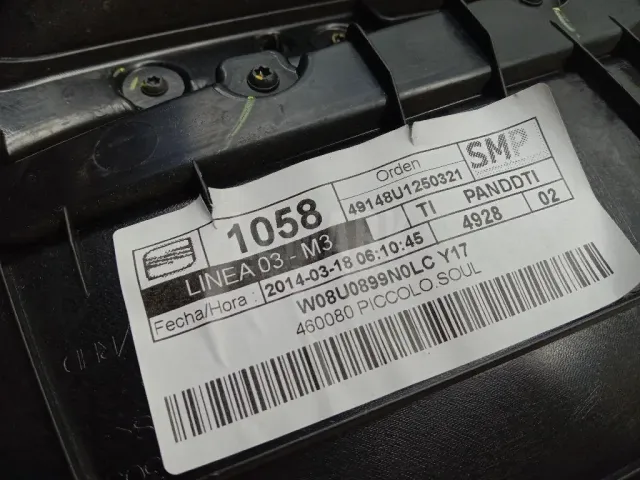 1058
Orden
SMP
49148U1250321
LINEA 03 - M3
TI
PANDDTI
Fecha/Hora :
2014-03-18 06:10:45
4928
02
W08U0899N0LC Y17
460080 PICCOLO.SOUL